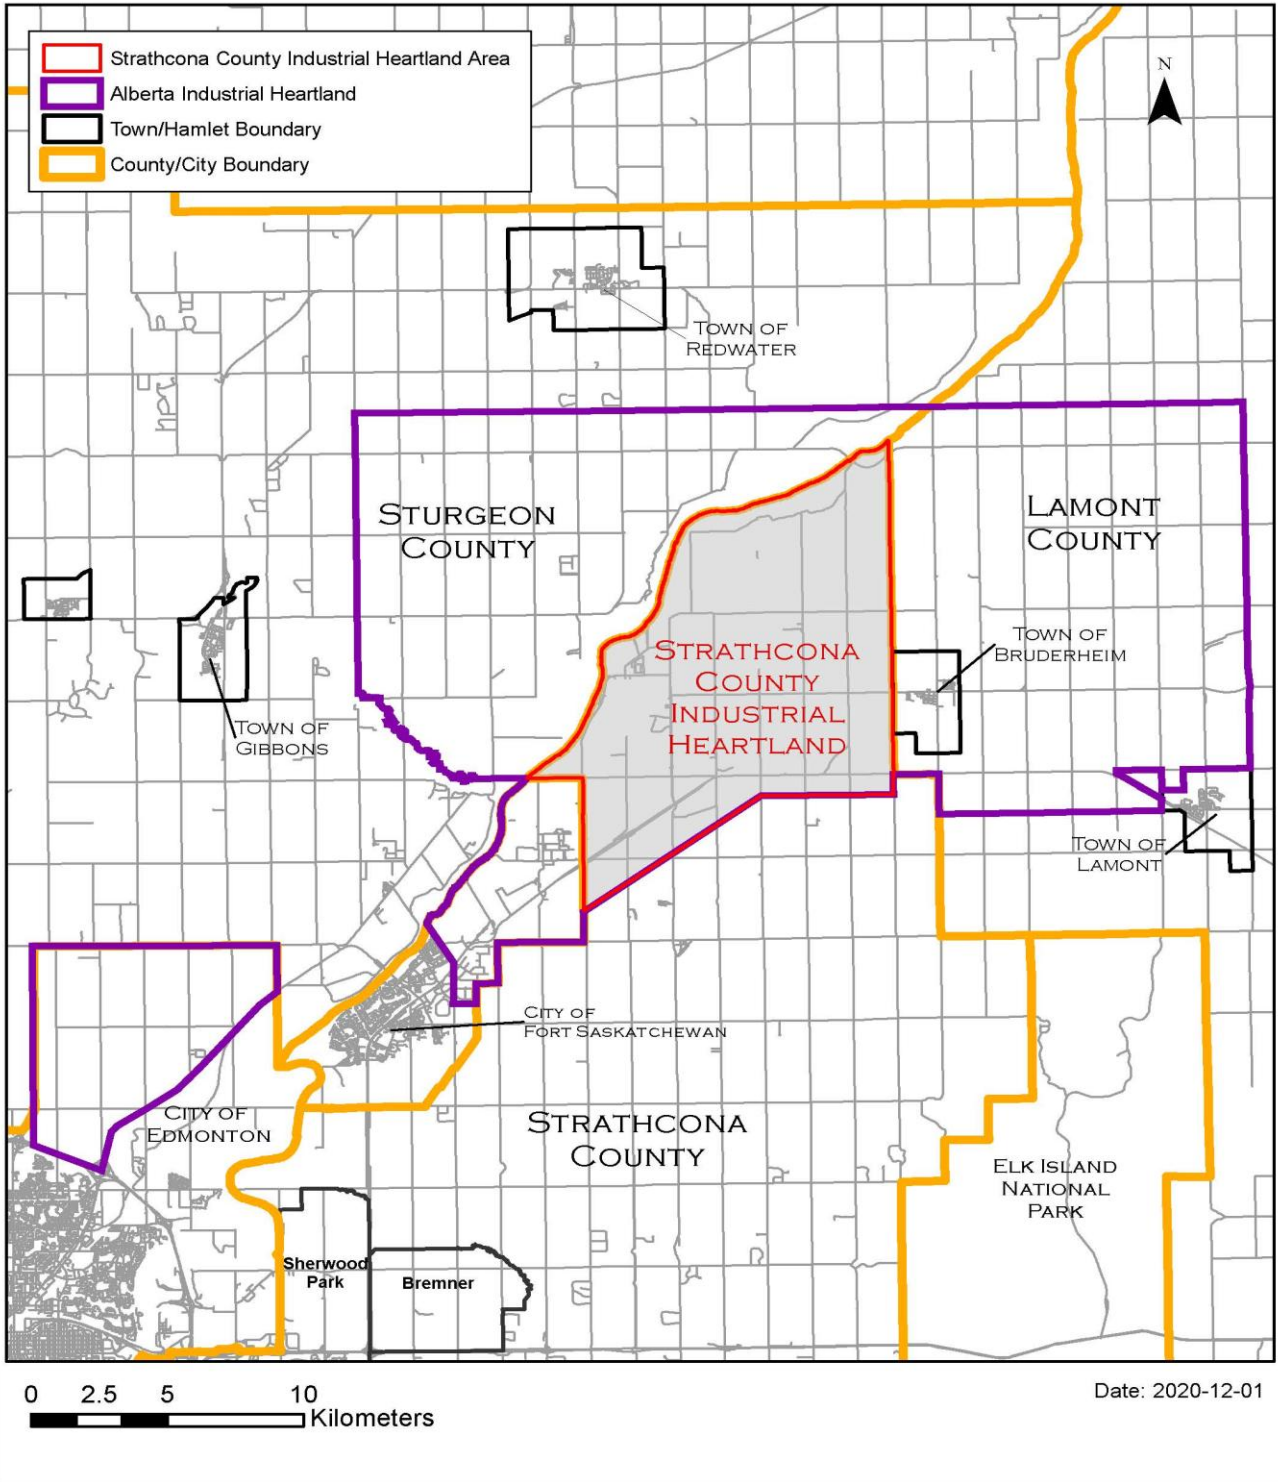 Strathcona County Industrial Heartland Area
Alberta Industrial Heartland
Town/Hamlet Boundary
County/City Boundary
N
TOWN OF
REDWATER
STURGEON
COUNTY
LAMONT
COUNTY
STRATHCONA
COUNTY
INDUSTRIAL
HEARTLAND
TOWN OF
BRUDERHEIM
TOWN OF
GIBBONS
TOWN OF
LAMONT
CITY OF
FORT SASKATCHEWAN
CITY OF
EDMONTON
STRATHCONA
COUNTY
ELK ISLAND
NATIONAL
PARK
Sherwood
Park
Bremner
0 2.5 5 10
Kilometers
Date: 2020-12-01